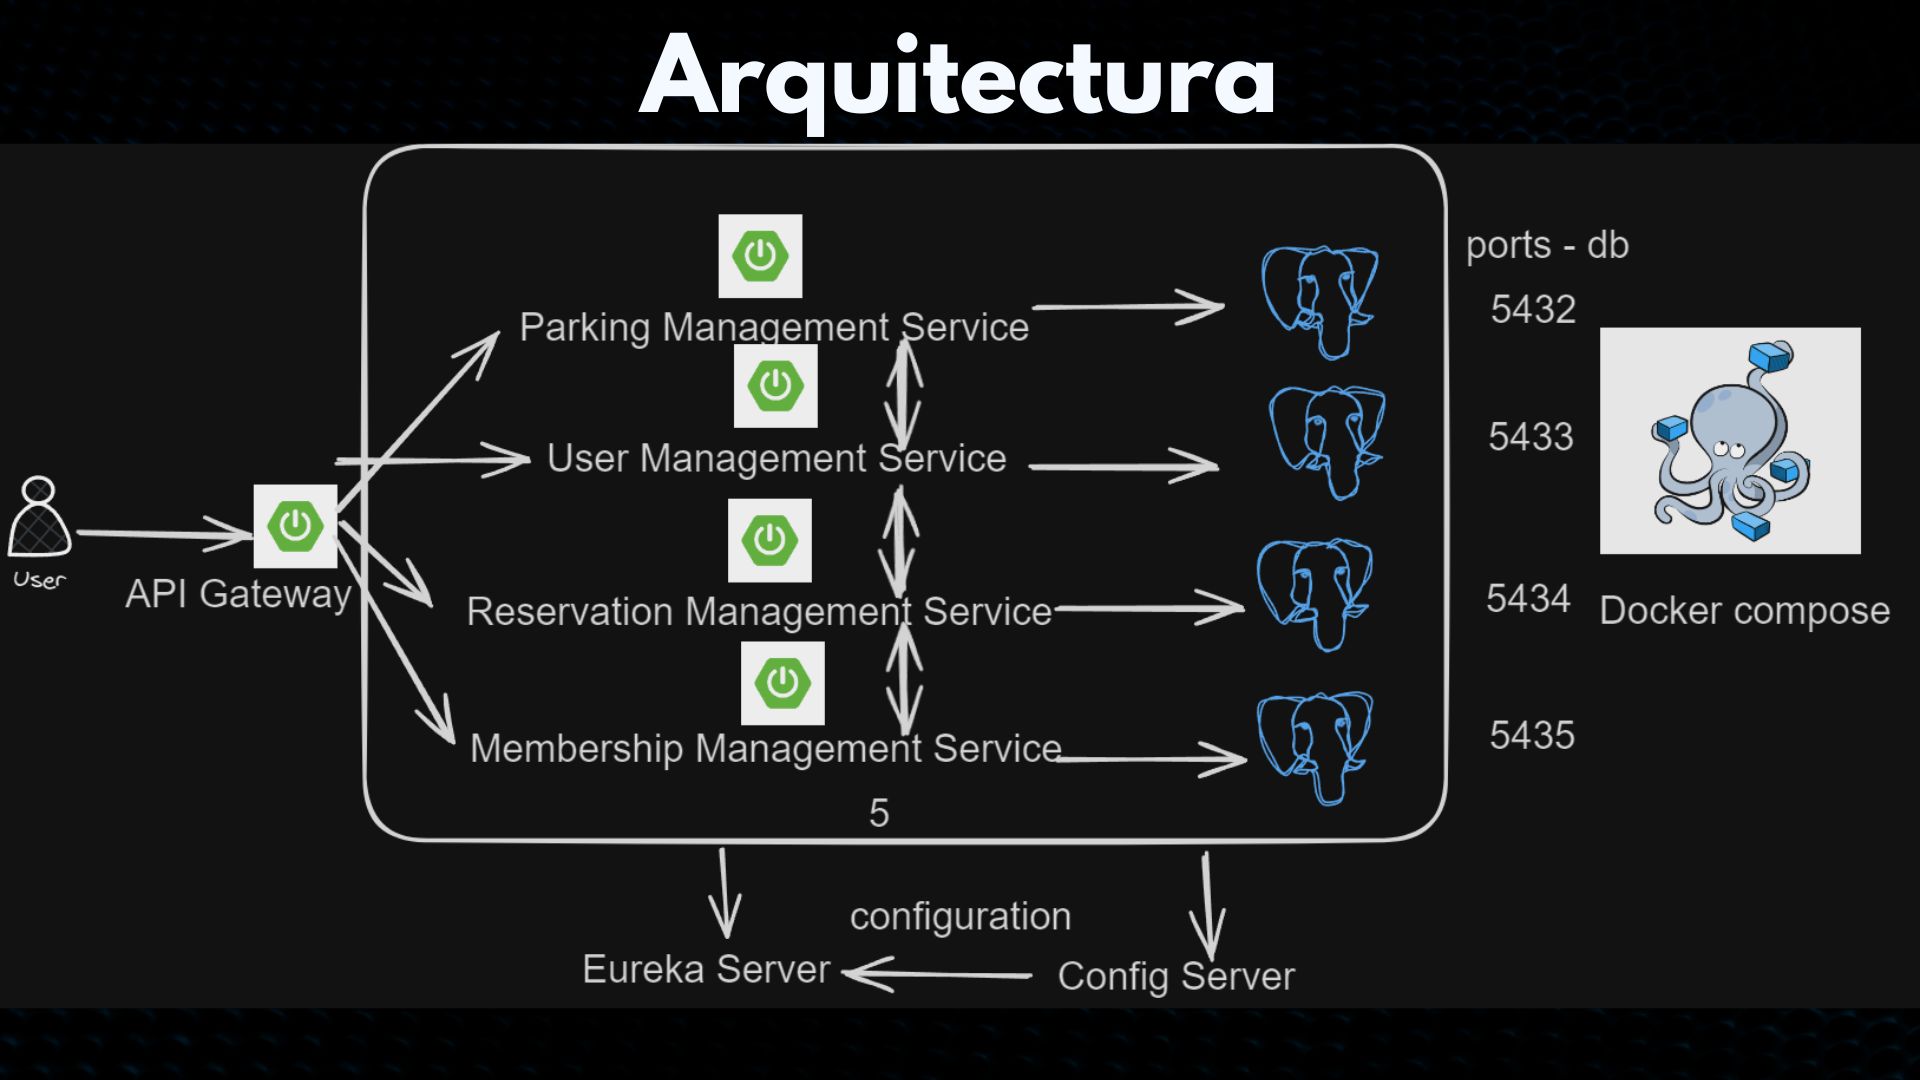 Arquitectura
ports - db
Parking Management Service
5432
User Management Service
5433
User
API Gateway
Reservation Management Service
5434
Docker compose
Membership Management Service
5435
5
configuration
Eureka Server
Config Server